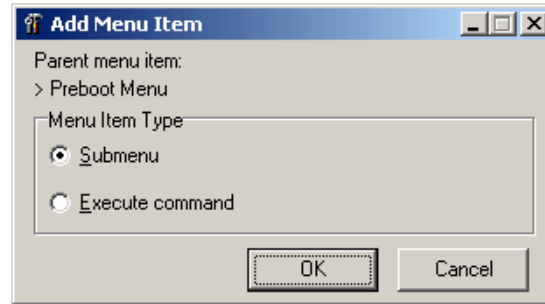 Add Menu Item
Parent menu item:
> Preboot Menu
Menu Item Type
Submenu
Execute command
OK
Cancel